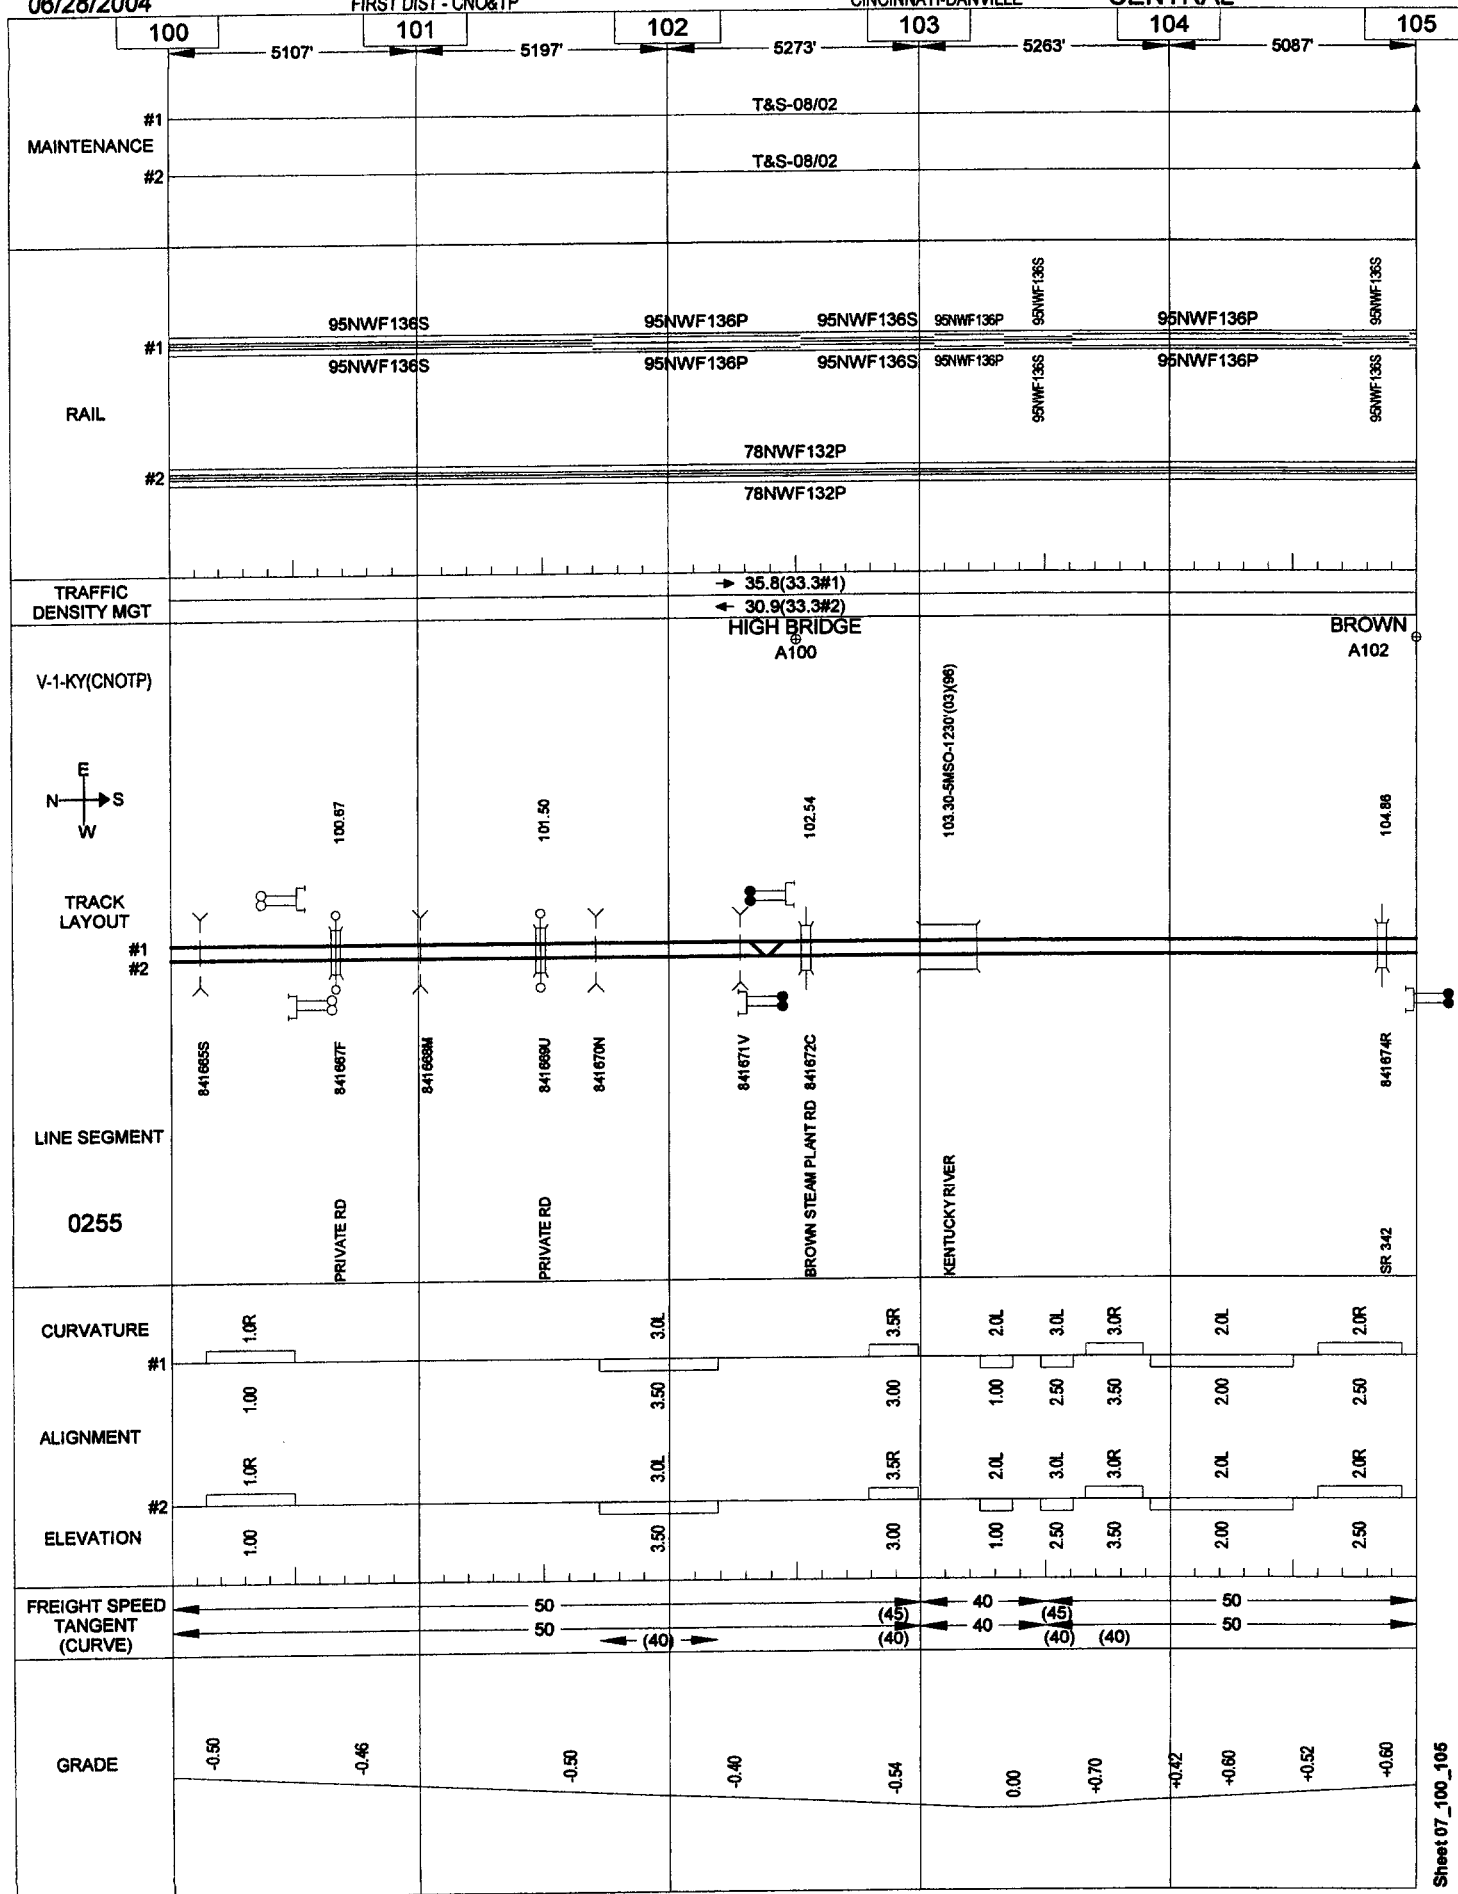 06/28/2004 FIRST DIST - CNO&TP CINCINNATI-DANVILLE CENTRAL
100 101 102 103 104 105
5107' 5197' 5273' 5263' 5087'
#1 T&S-08/02
MAINTENANCE
#2 T&S-08/02
95NWF136S 95NWF136P 95NWF136S 95NWF136P 95NWF136S 95NWF136P 95NWF136S
#1
95NWF136S 95NWF136P 95NWF136S 95NWF136P 95NWF136S 95NWF136P 95NWF136S
RAIL
78NWF132P
#2
78NWF132P
TRAFFIC
DENSITY MGT
35.8(33.3#1)
30.9(33.3#2)
HIGH BRIDGE
A100
BROWN
A102
V-1-KY(CNOTP)
E
N S
W
100.67
101.50
102.54
103.30-5MSO-1230'(03)(96)
104.86
TRACK
LAYOUT
#1
#2
841665S
841667F
841668M
841669U
841670N
841671V
BROWN STEAM PLANT RD 841672C
841674R
LINE SEGMENT
0255
PRIVATE RD
PRIVATE RD
KENTUCKY RIVER
SR 342
CURVATURE
1.0R 3.0L 3.5R 2.0L 3.0L 3.0R 2.0L 2.0R
#1
1.00 3.50 3.00 1.00 2.50 3.50 2.00 2.50
ALIGNMENT
1.0R 3.0L 3.5R 2.0L 3.0L 3.0R 2.0L 2.0R
#2
ELEVATION
1.00 3.50 3.00 1.00 2.50 3.50 2.00 2.50
FREIGHT SPEED
TANGENT
(CURVE)
50 (45) 40 (45) 50
50 (40) (40) 40 (40) (40) 50
GRADE
-0.50 -0.46 -0.50 -0.40 -0.54 0.00 +0.70 +0.42 +0.60 +0.52 +0.60
Sheet 07_100_105